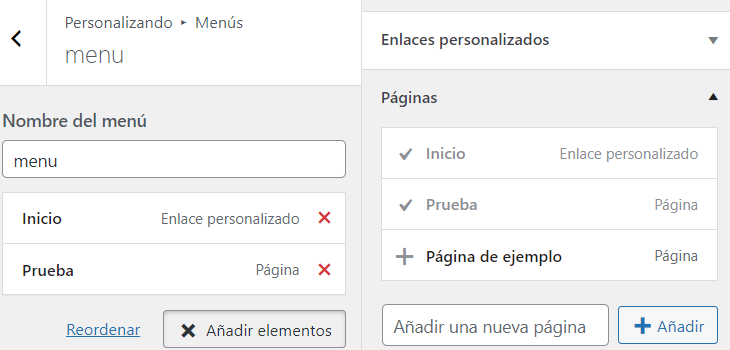 Personalizando ▸ Menús
menu
Nombre del menú
menu
Inicio Enlace personalizado
Prueba Página
Reordenar Añadir elementos
Enlaces personalizados
Páginas
Inicio Enlace personalizado
Prueba Página
Página de ejemplo Página
Añadir una nueva página Añadir